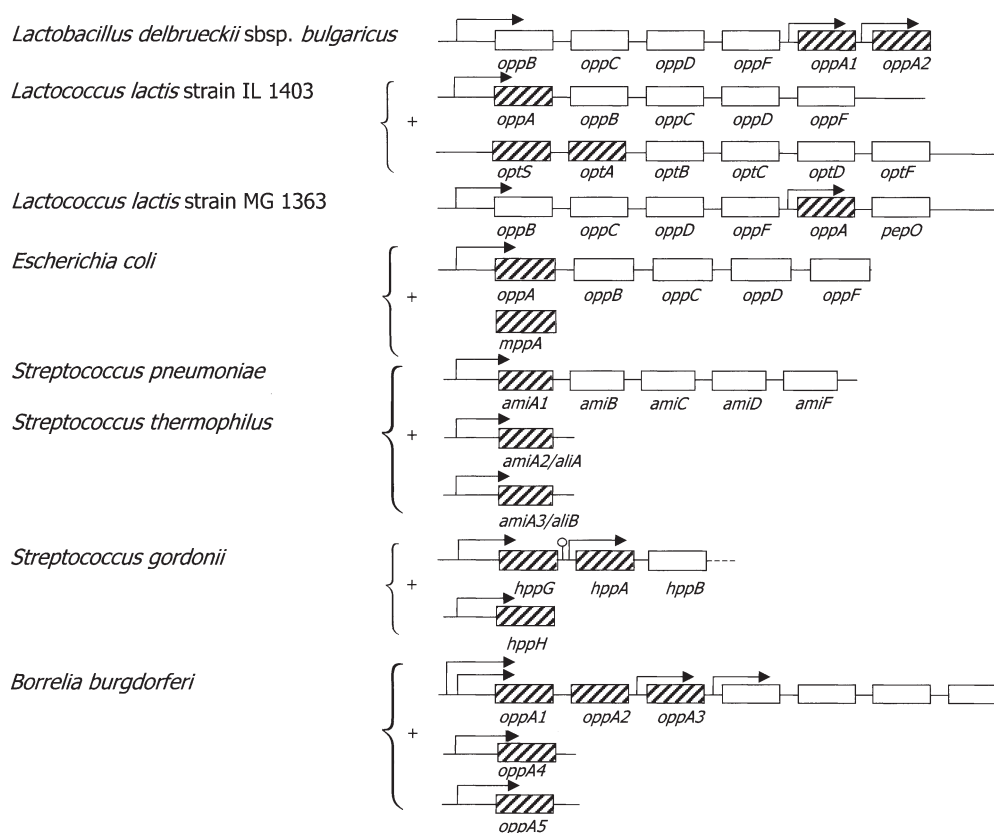 Lactobacillus delbrueckii sbsp. bulgaricus
oppB oppC oppD oppF oppA1 oppA2
Lactococcus lactis strain IL 1403
+
oppA oppB oppC oppD oppF
optS optA optB optC optD optF
Lactococcus lactis strain MG 1363
oppB oppC oppD oppF oppA pepO
Escherichia coli
+
oppA oppB oppC oppD oppF
mppA
Streptococcus pneumoniae
amiA1 amiB amiC amiD amiF
Streptococcus thermophilus
+
amiA2/aliA
amiA3/aliB
Streptococcus gordonii
+
hppG hppA hppB
hppH
Borrelia burgdorferi
+
oppA1 oppA2 oppA3
oppA4
oppA5